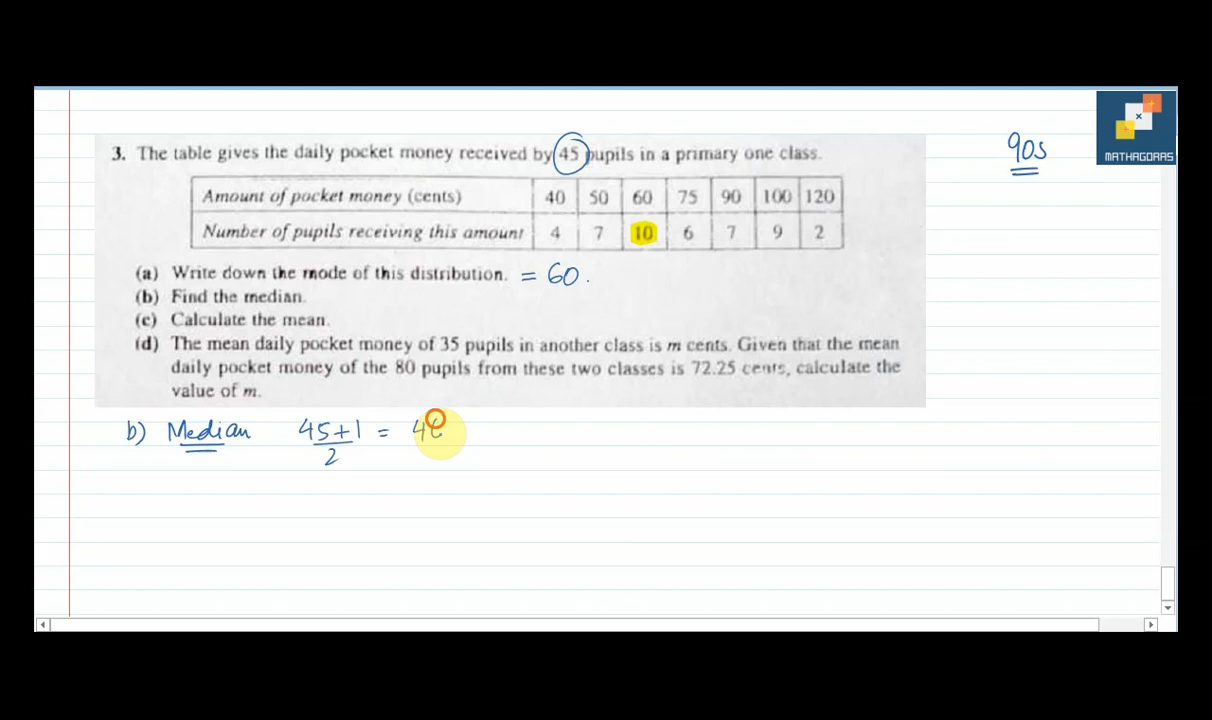 90s
MATHAGORAS
3. The table gives the daily pocket money received by 45 pupils in a primary one class.
Amount of pocket money (cents) 40 50 60 75 90 100 120
Number of pupils receiving this amount 4 7 10 6 7 9 2
(a) Write down the mode of this distribution. = 60.
(b) Find the median.
(c) Calculate the mean.
(d) The mean daily pocket money of 35 pupils in another class is m cents. Given that the mean
daily pocket money of the 80 pupils from these two classes is 72.25 cents, calculate the
value of m.
b) Median 45+1 = 4
2